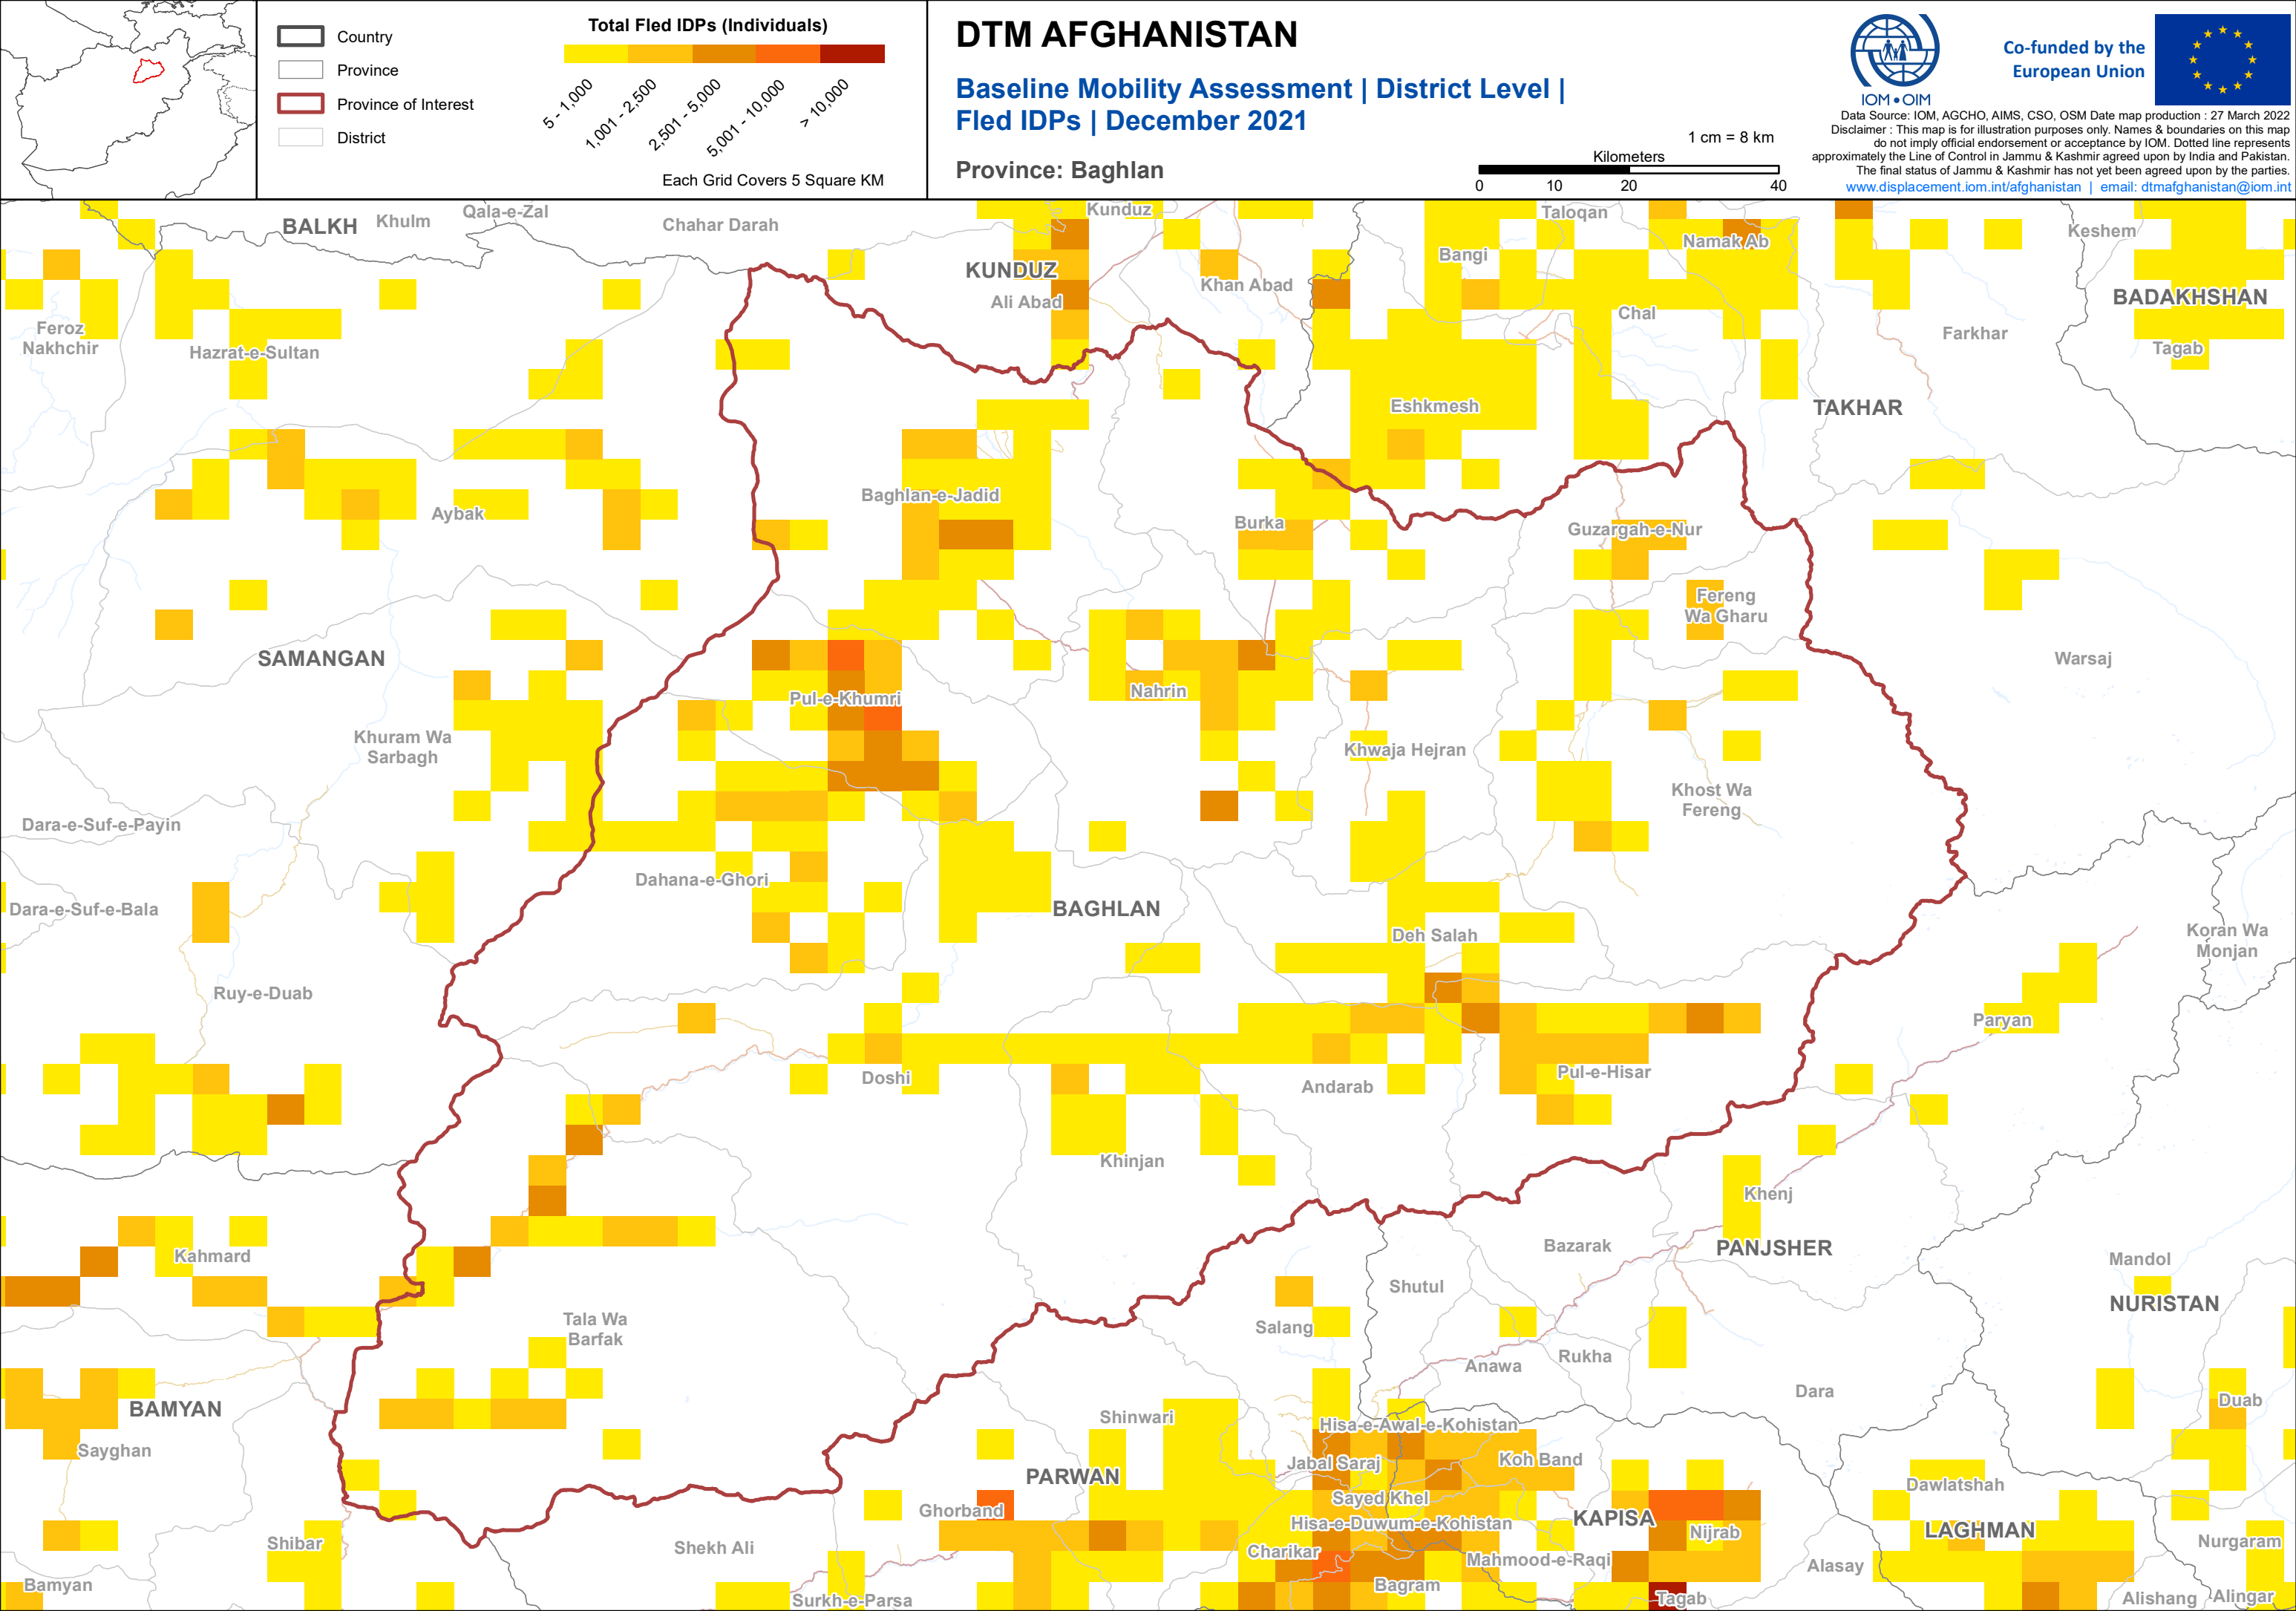 Country
Province
Province of Interest
District
Total Fled IDPs (Individuals)
5 - 1,000
1,001 - 2,500
2,501 - 5,000
5,001 - 10,000
> 10,000
Each Grid Covers 5 Square KM
DTM AFGHANISTAN
Baseline Mobility Assessment | District Level |
Fled IDPs | December 2021
Province: Baghlan
1 cm = 8 km
Kilometers
0 10 20 40
IOM • OIM
Co-funded by the
European Union
Data Source: IOM, AGCHO, AIMS, CSO, OSM Date map production : 27 March 2022
Disclaimer : This map is for illustration purposes only. Names & boundaries on this map
do not imply official endorsement or acceptance by IOM. Dotted line represents
approximately the Line of Control in Jammu & Kashmir agreed upon by India and Pakistan.
The final status of Jammu & Kashmir has not yet been agreed upon by the parties.
www.displacement.iom.int/afghanistan | email: dtmafghanistan@iom.int
BALKH
Khulm
Qala-e-Zal
Chahar Darah
Kunduz
Taloqan
Namak Ab
Keshem
Bangi
KUNDUZ
Ali Abad
Khan Abad
BADAKHSHAN
Chal
Farkhar
Tagab
Feroz
Nakhchir
Hazrat-e-Sultan
Eshkmesh
TAKHAR
Baghlan-e-Jadid
Aybak
Burka
Guzargah-e-Nur
Fereng
Wa Gharu
SAMANGAN
Warsaj
Pul-e-Khumri
Nahrin
Khuram Wa
Sarbagh
Khwaja Hejran
Khost Wa
Fereng
Dara-e-Suf-e-Payin
Dahana-e-Ghori
Dara-e-Suf-e-Bala
BAGHLAN
Deh Salah
Koran Wa
Monjan
Ruy-e-Duab
Paryan
Doshi
Andarab
Pul-e-Hisar
Khinjan
Khenj
Kahmard
Bazarak
PANJSHER
Mandol
Shutul
NURISTAN
Tala Wa
Barfak
Salang
Anawa
Rukha
Dara
Duab
BAMYAN
Sayghan
Shinwari
Hisa-e-Awal-e-Kohistan
Jabal Saraj
Koh Band
PARWAN
Dawlatshah
Sayed Khel
Ghorband
Hisa-e-Duwum-e-Kohistan
KAPISA
Nijrab
LAGHMAN
Nurgaram
Shibar
Shekh Ali
Charikar
Mahmood-e-Raqi
Alasay
Bamyan
Bagram
Surkh-e-Parsa
Tagab
Alishang
Alingar